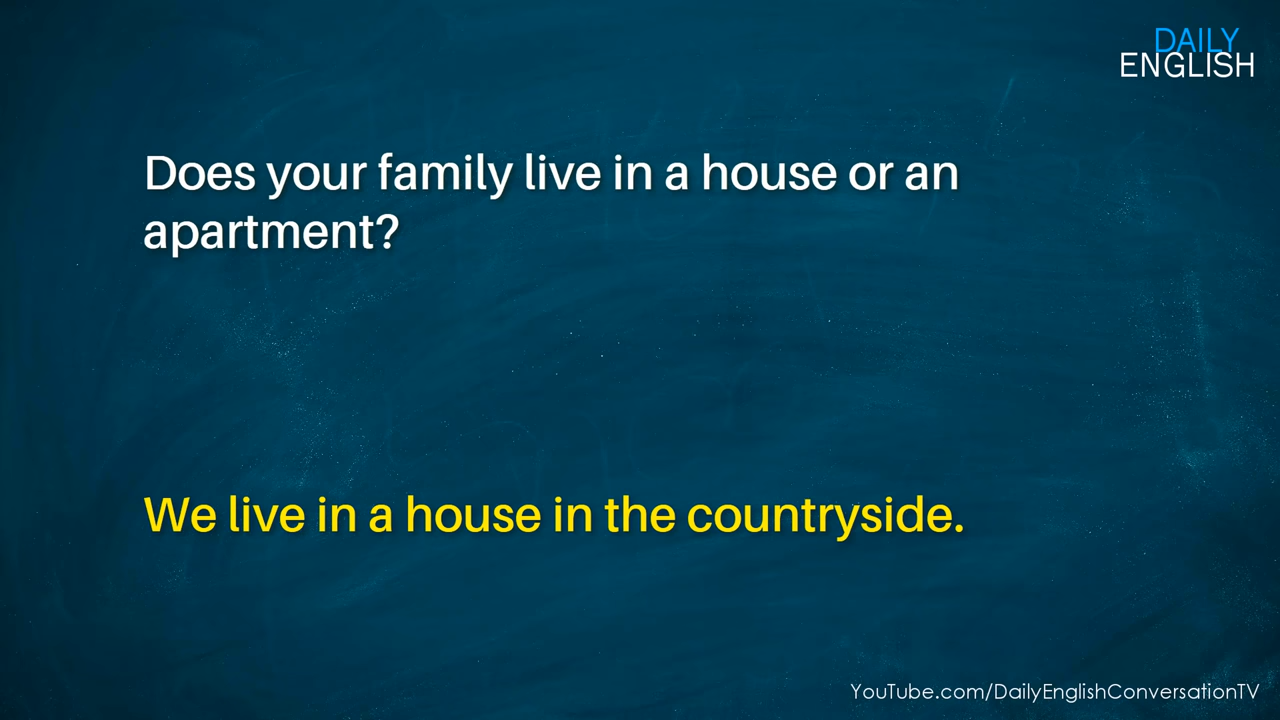 DAILY
ENGLISH
Does your family live in a house or an
apartment?
We live in a house in the countryside.
YouTube.com/DailyEnglishConversationTV